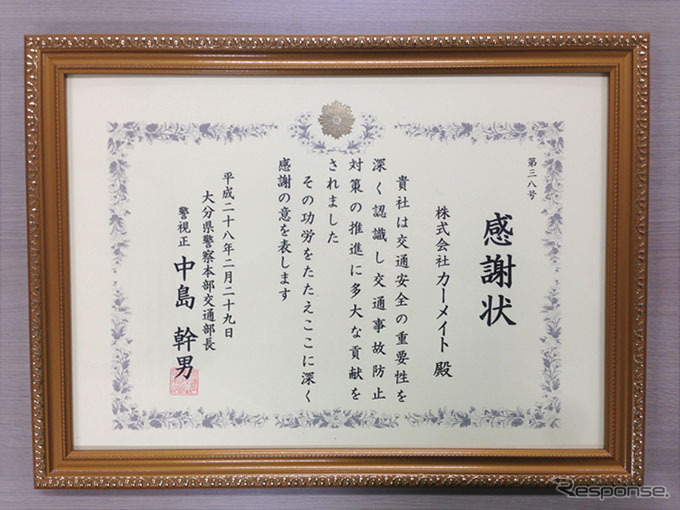 第三八号
感謝状
株式会社カーメイト殿
貴社は交通安全の重要性を
深く認識し交通事故防止
対策の推進に多大な貢献を
されました
その功労をたたえここに深く
感謝の意を表します
平成二十八年二月二十九日
大分県警察本部交通部長
警視正 中島幹男
Response.